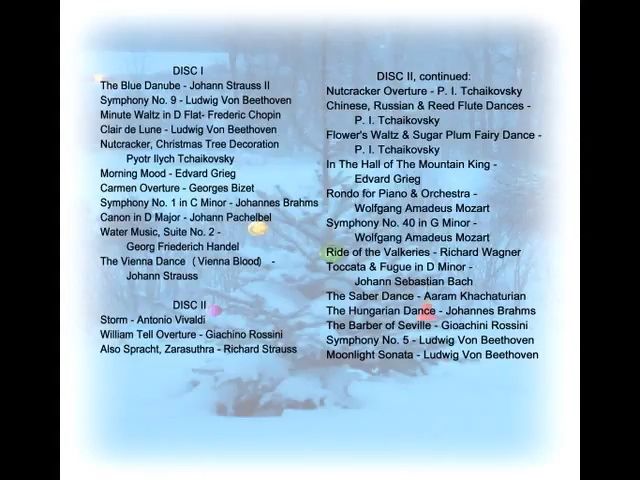 DISC I
The Blue Danube - Johann Strauss II
Symphony No. 9 - Ludwig Von Beethoven
Minute Waltz in D Flat- Frederic Chopin
Clair de Lune - Ludwig Von Beethoven
Nutcracker, Christmas Tree Decoration
Pyotr Ilych Tchaikovsky
Morning Mood - Edvard Grieg
Carmen Overture - Georges Bizet
Symphony No. 1 in C Minor - Johannes Brahms
Canon in D Major - Johann Pachelbel
Water Music, Suite No. 2 -
Georg Friederich Handel
The Vienna Dance ( Vienna Blood) -
Johann Strauss
DISC II
Storm - Antonio Vivaldi
William Tell Overture - Giachino Rossini
Also Spracht, Zarasuthra - Richard Strauss
DISC II, continued:
Nutcracker Overture - P. I. Tchaikovsky
Chinese, Russian & Reed Flute Dances -
P. I. Tchaikovsky
Flower's Waltz & Sugar Plum Fairy Dance -
P. I. Tchaikovsky
In The Hall of The Mountain King -
Edvard Grieg
Rondo for Piano & Orchestra -
Wolfgang Amadeus Mozart
Symphony No. 40 in G Minor -
Wolfgang Amadeus Mozart
Ride of the Valkeries - Richard Wagner
Toccata & Fugue in D Minor -
Johann Sebastian Bach
The Saber Dance - Aaram Khachaturian
The Hungarian Dance - Johannes Brahms
The Barber of Seville - Gioachini Rossini
Symphony No. 5 - Ludwig Von Beethoven
Moonlight Sonata - Ludwig Von Beethoven